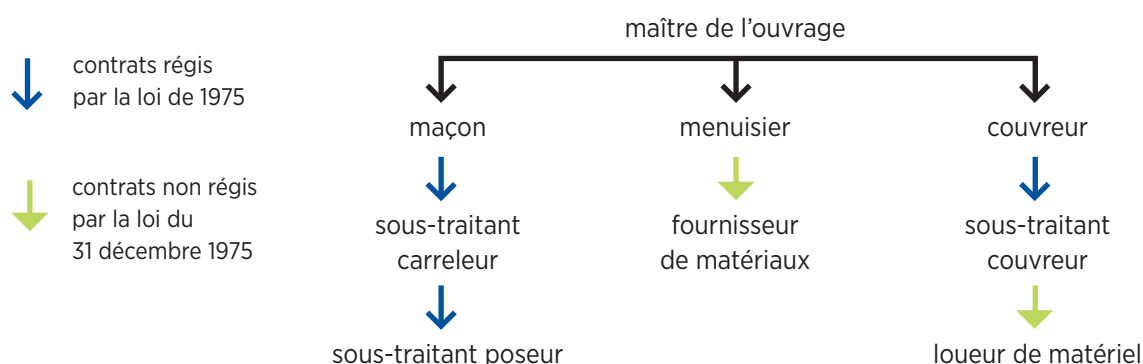 maître de l’ouvrage
contrats régis
par la loi de 1975
maçon
menuisier
couvreur
contrats non régis
par la loi du
31 décembre 1975
sous-traitant
carreleur
fournisseur
de matériaux
sous-traitant
couvreur
sous-traitant poseur
loueur de matériel